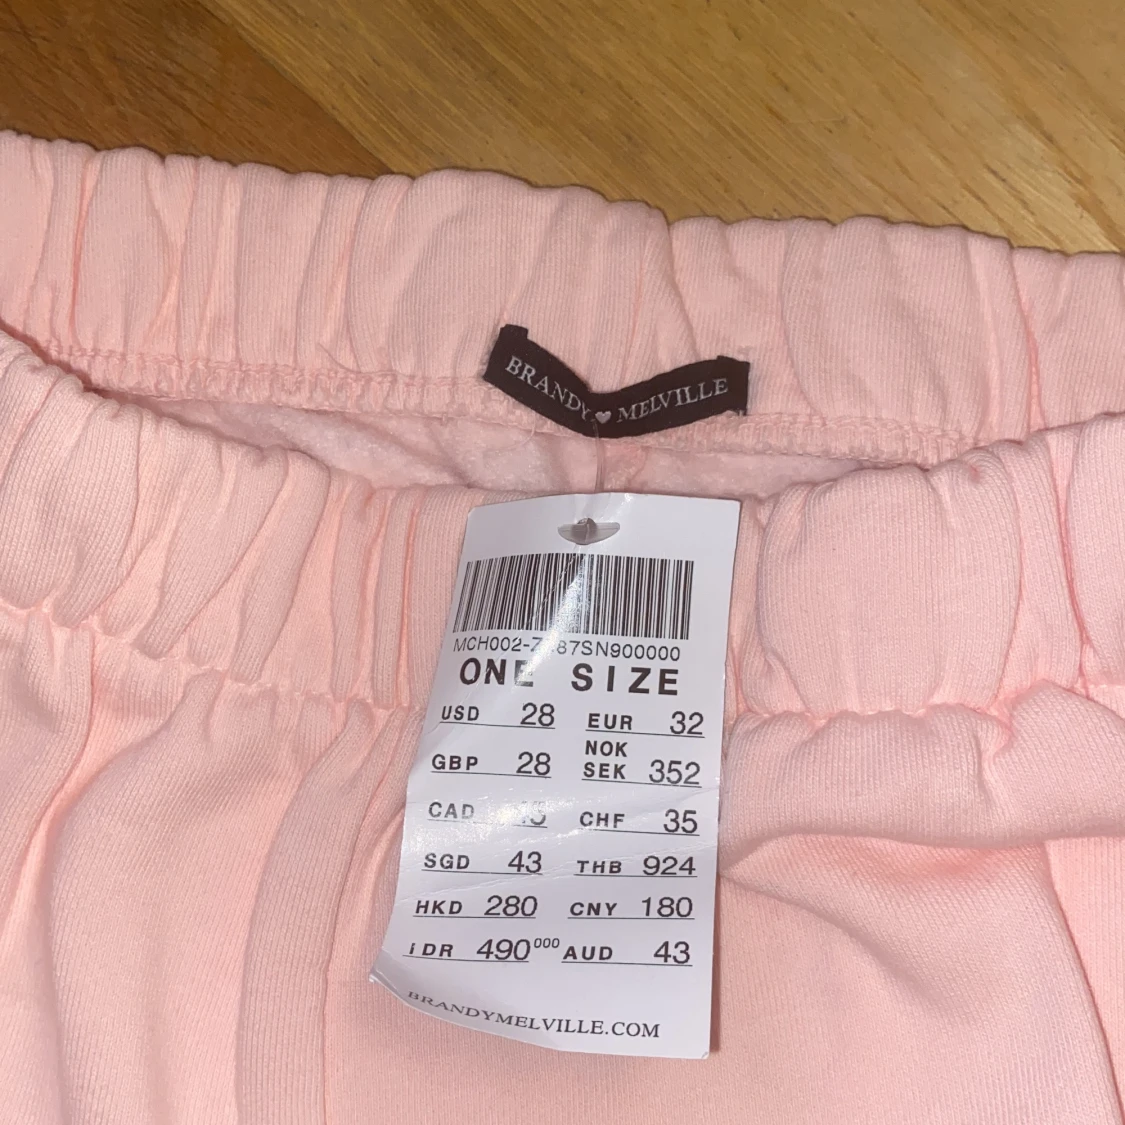 BRANDY MELVILLE
ONE SIZE
USD 28 EUR 32
GBP 28 NOK SEK 352
CAD CHF 35
SGD 43 THB 924
HKD 280 CNY 180
iDR 490000 AUD 43
BRANDYMELVILLE.COM